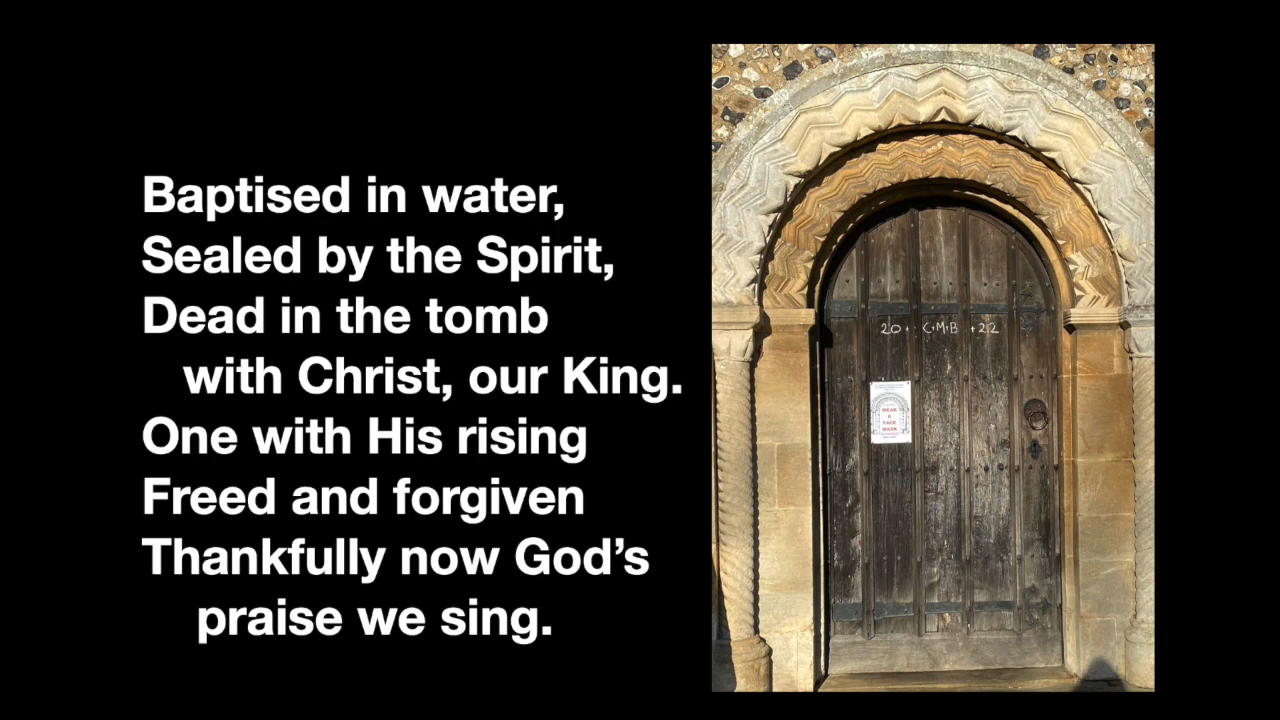 Baptised in water,
Sealed by the Spirit,
Dead in the tomb
with Christ, our King.
One with His rising
Freed and forgiven
Thankfully now God’s
praise we sing.
20 + C+M+B + 22
WEAR
A
FACE
MASK